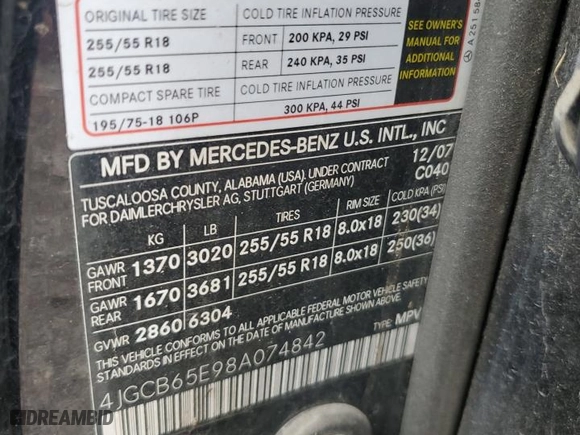 ORIGINAL TIRE SIZE COLD TIRE INFLATION PRESSURE
255/55 R18 FRONT 200 KPA, 29 PSI
255/55 R18 REAR 240 KPA, 35 PSI
COMPACT SPARE TIRE COLD TIRE INFLATION PRESSURE
195/75-18 106P 300 KPA, 44 PSI
SEE OWNER'S
MANUAL FOR
ADDITIONAL
INFORMATION
A 251 58
MFD BY MERCEDES-BENZ U.S. INTL., INC
TUSCALOOSA COUNTY, ALABAMA (USA). UNDER CONTRACT 12/07
FOR DAIMLERCHRYSLER AG, STUTTGART (GERMANY) C040
KG LB TIRES RIM SIZE COLD KPA (PSI)
GAWR FRONT 1370 3020 255/55 R18 8.0x18 230(34)
GAWR REAR 1670 3681 255/55 R18 8.0x18 250(36)
GVWR 2860 6304
THIS VEHICLE CONFORMS TO ALL APPLICABLE FEDERAL MOTOR VEHICLE SAFETY
STANDARDS IN EFFECT ON THE DATE OF MANUFACTURE SHOWN ABOVE.
4JGCB65E98A074842 TYPE: MPV
DREAMBID